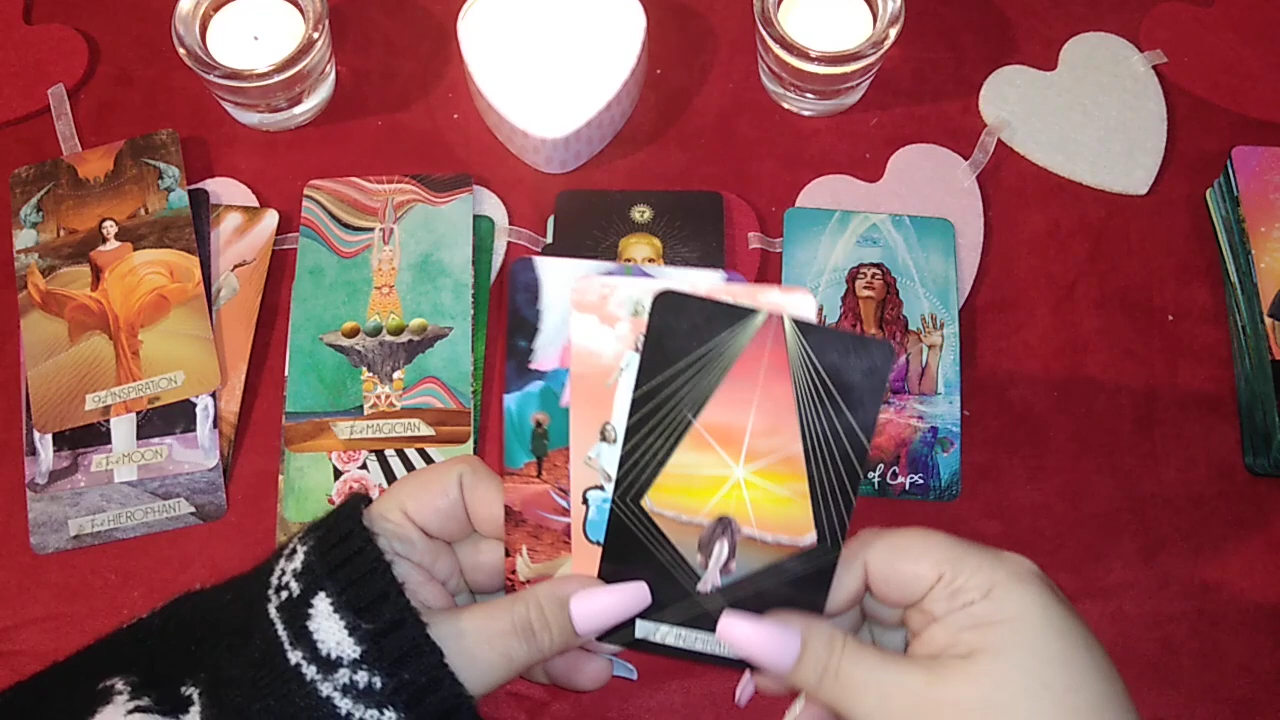 9 of INSPIRATION
The MOON
The HIEROPHANT
The MAGICIAN
of Cups